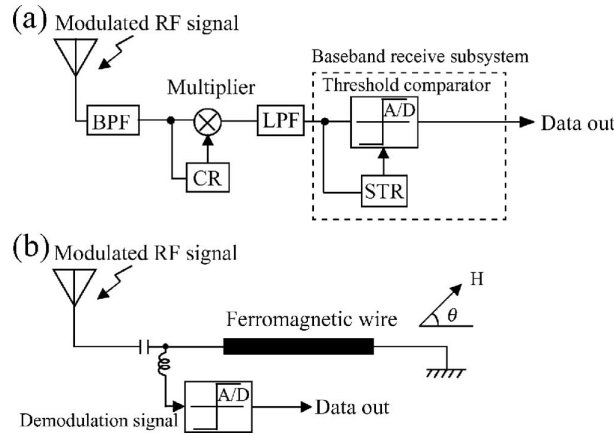 (a)
Modulated RF signal
Baseband receive subsystem
Multiplier
Threshold comparator
BPF
LPF
A/D
Data out
CR
STR
(b)
Modulated RF signal
H
θ
Ferromagnetic wire
A/D
Demodulation signal
Data out